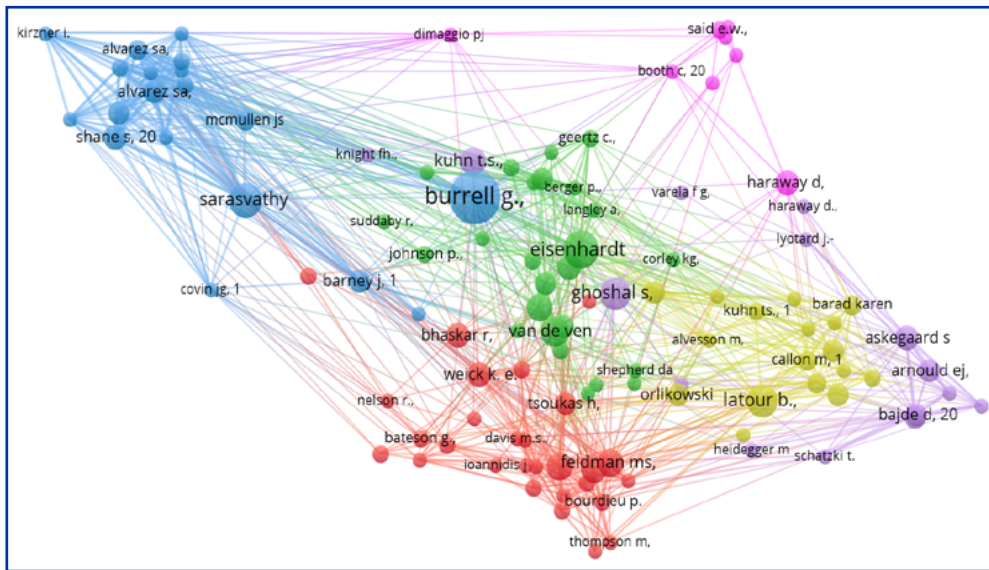 kirzner i.
dimaggio pj
said e.w.,
alvarez sa,
booth c, 20
alvarez sa,
mcmullen js
shane s, 20
geertz c.,
knight fh.,
kuhn t.s.,
haraway d,
berger p.,
varela f g,
sarasvathy
burrell g.,
haraway d.,
langley a,
suddaby r,
lyotard j.-
johnson p.,
eisenhardt
corley kg,
barney j, 1
covin jg, 1
ghoshal s,
kuhn ts., 1
barad karen
bhaskar r,
van de ven
alvesson m,
askegaard s
callon m, 1
weick k. e.
shepherd da
arnould ej,
nelson r.,
tsoukas h,
orlikowski
latour b.,
bajde d, 20
bateson g.,
davis m.s.,
heidegger m
schatzki t.
ioannidis j.
feldman ms,
bourdieu p.
thompson m,